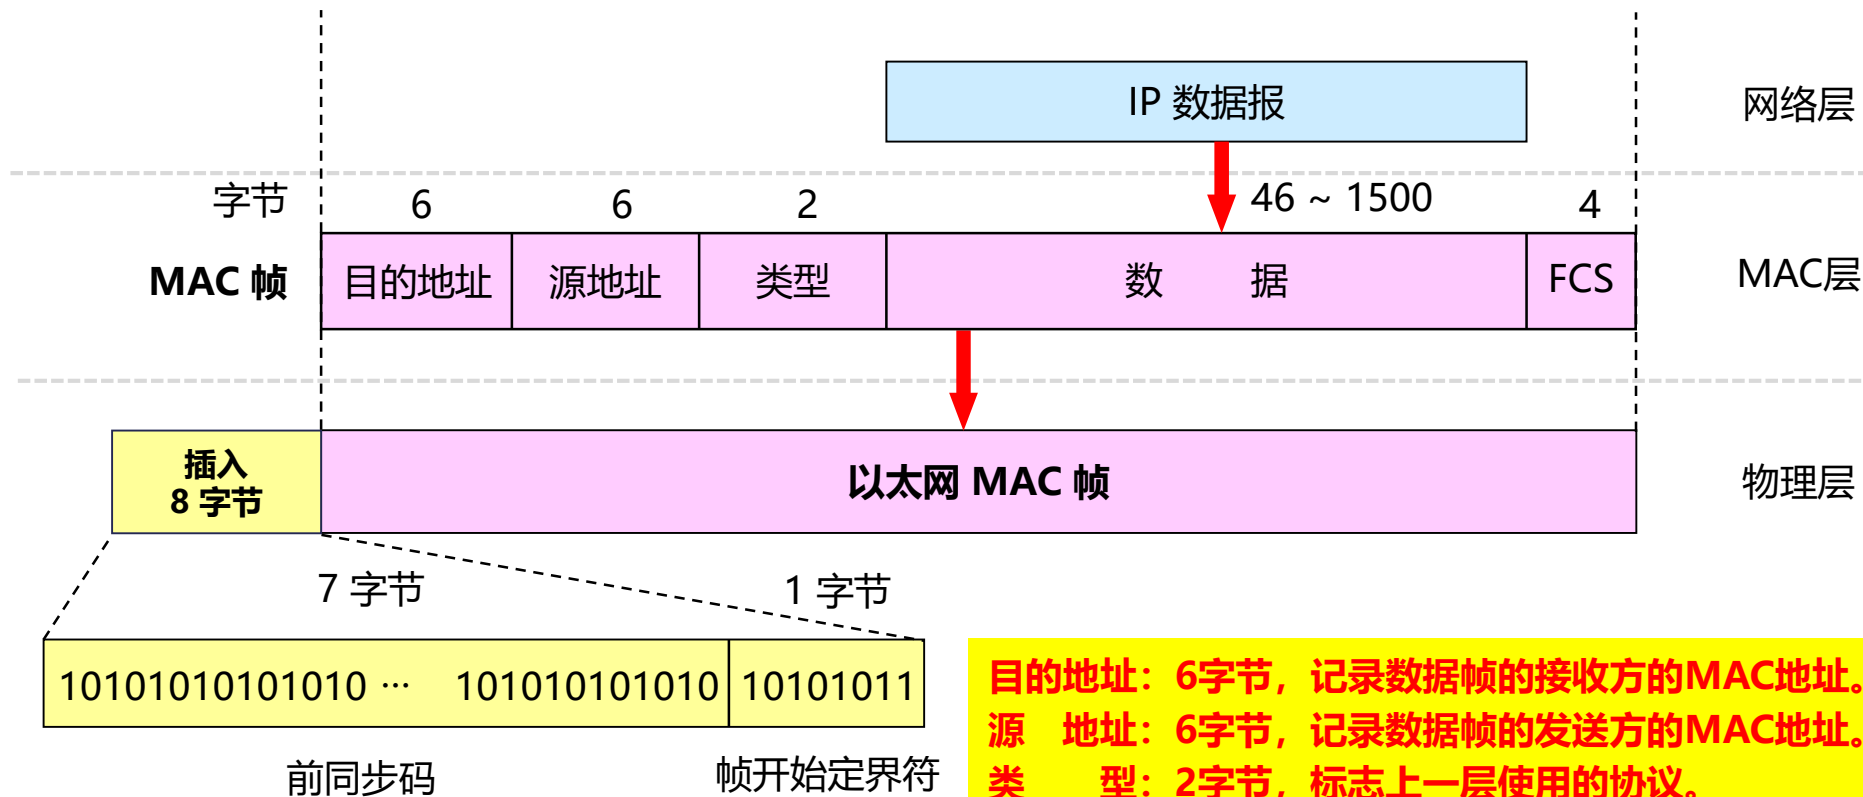 IP 数据报
网络层
字节
6
6
2
46 ~ 1500
4
MAC 帧
目的地址
源地址
类型
数 据
FCS
MAC层
插入
8 字节
以太网 MAC 帧
物理层
7 字节
1 字节
10101010101010 ··· 101010101010
10101011
前同步码
帧开始定界符
目的地址：6字节，记录数据帧的接收方的MAC地址。
源 地址：6字节，记录数据帧的发送方的MAC地址。
类 型：2字节，标志上一层使用的协议。